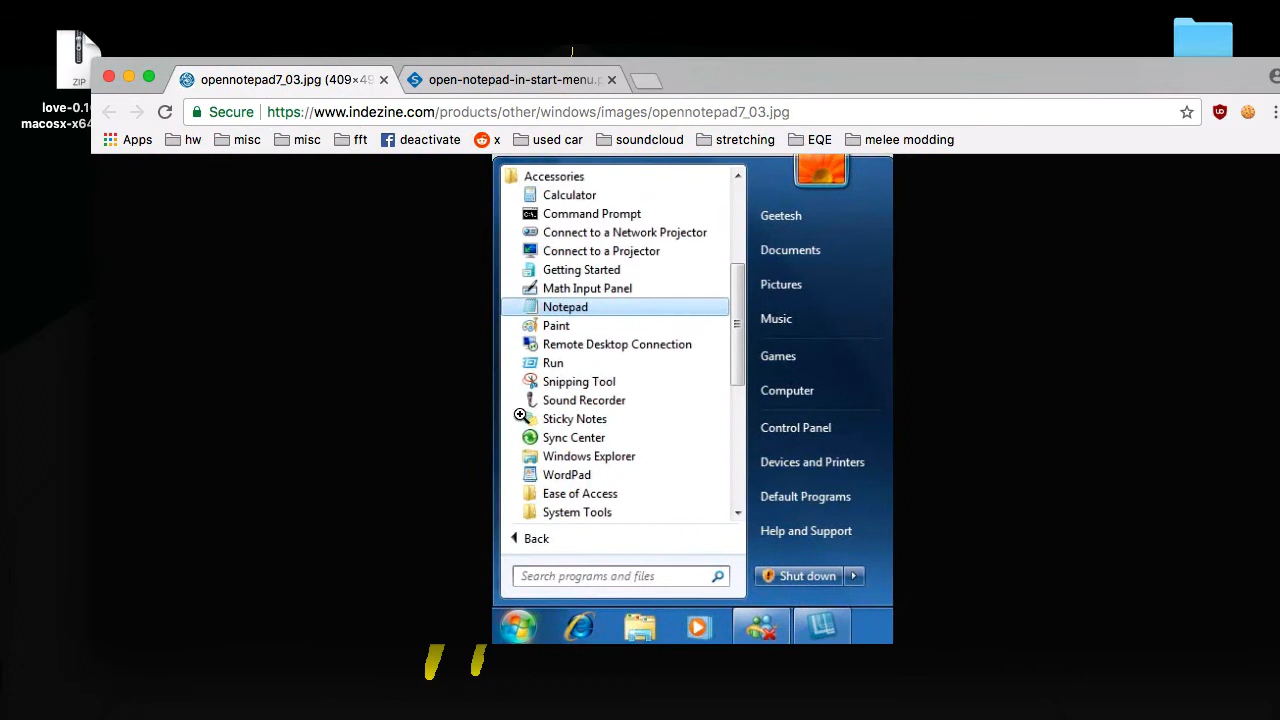 ZIP
love-0.1
macosx-x64
opennotepad7_03.jpg (409×49
open-notepad-in-start-menu.p
Secure
https://www.indezine.com/products/other/windows/images/opennotepad7_03.jpg
Apps
hw
misc
misc
fft
deactivate
x
used car
soundcloud
stretching
EQE
melee modding
Accessories
Calculator
Command Prompt
Connect to a Network Projector
Connect to a Projector
Getting Started
Math Input Panel
Notepad
Paint
Remote Desktop Connection
Run
Snipping Tool
Sound Recorder
Sticky Notes
Sync Center
Windows Explorer
WordPad
Ease of Access
System Tools
Back
Search programs and files
Geetesh
Documents
Pictures
Music
Games
Computer
Control Panel
Devices and Printers
Default Programs
Help and Support
Shut down